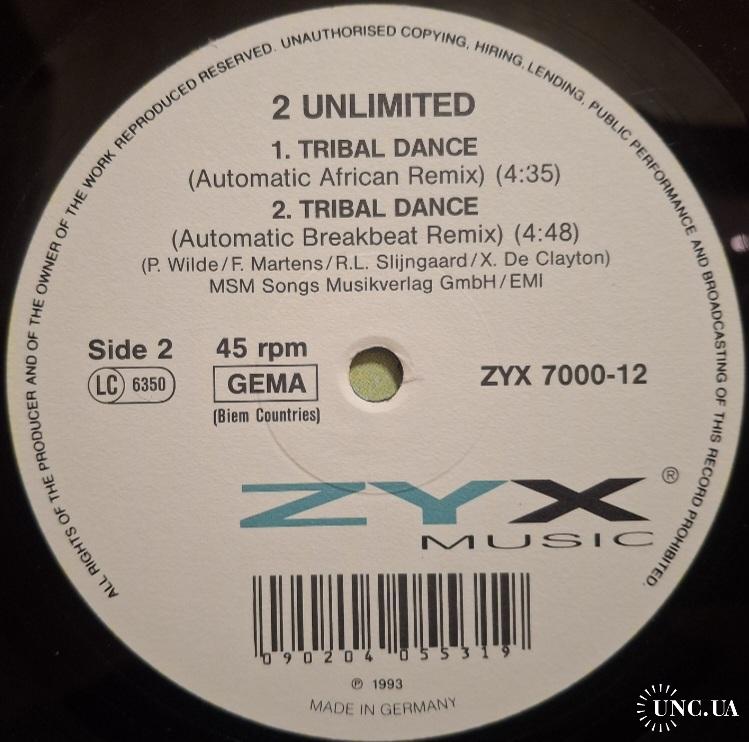 ALL RIGHTS OF THE PRODUCER AND OF THE OWNER OF THE WORK REPRODUCED RESERVED. UNAUTHORISED COPYING, HIRING, LENDING, PUBLIC PERFORMANCE AND BROADCASTING OF THIS RECORD PROHIBITED.
2 UNLIMITED
1. TRIBAL DANCE
(Automatic African Remix) (4:35)
2. TRIBAL DANCE
(Automatic Breakbeat Remix) (4:48)
(P. Wilde/F. Martens/R.L. Slijngaard/X. De Clayton)
MSM Songs Musikverlag GmbH/EMI
Side 2 45 rpm
LC 6350 GEMA ZYX 7000-12
(Biem Countries)
ZYX ®
MUSIC
0 90204 05531 9
℗ 1993
MADE IN GERMANY
UNC.UA